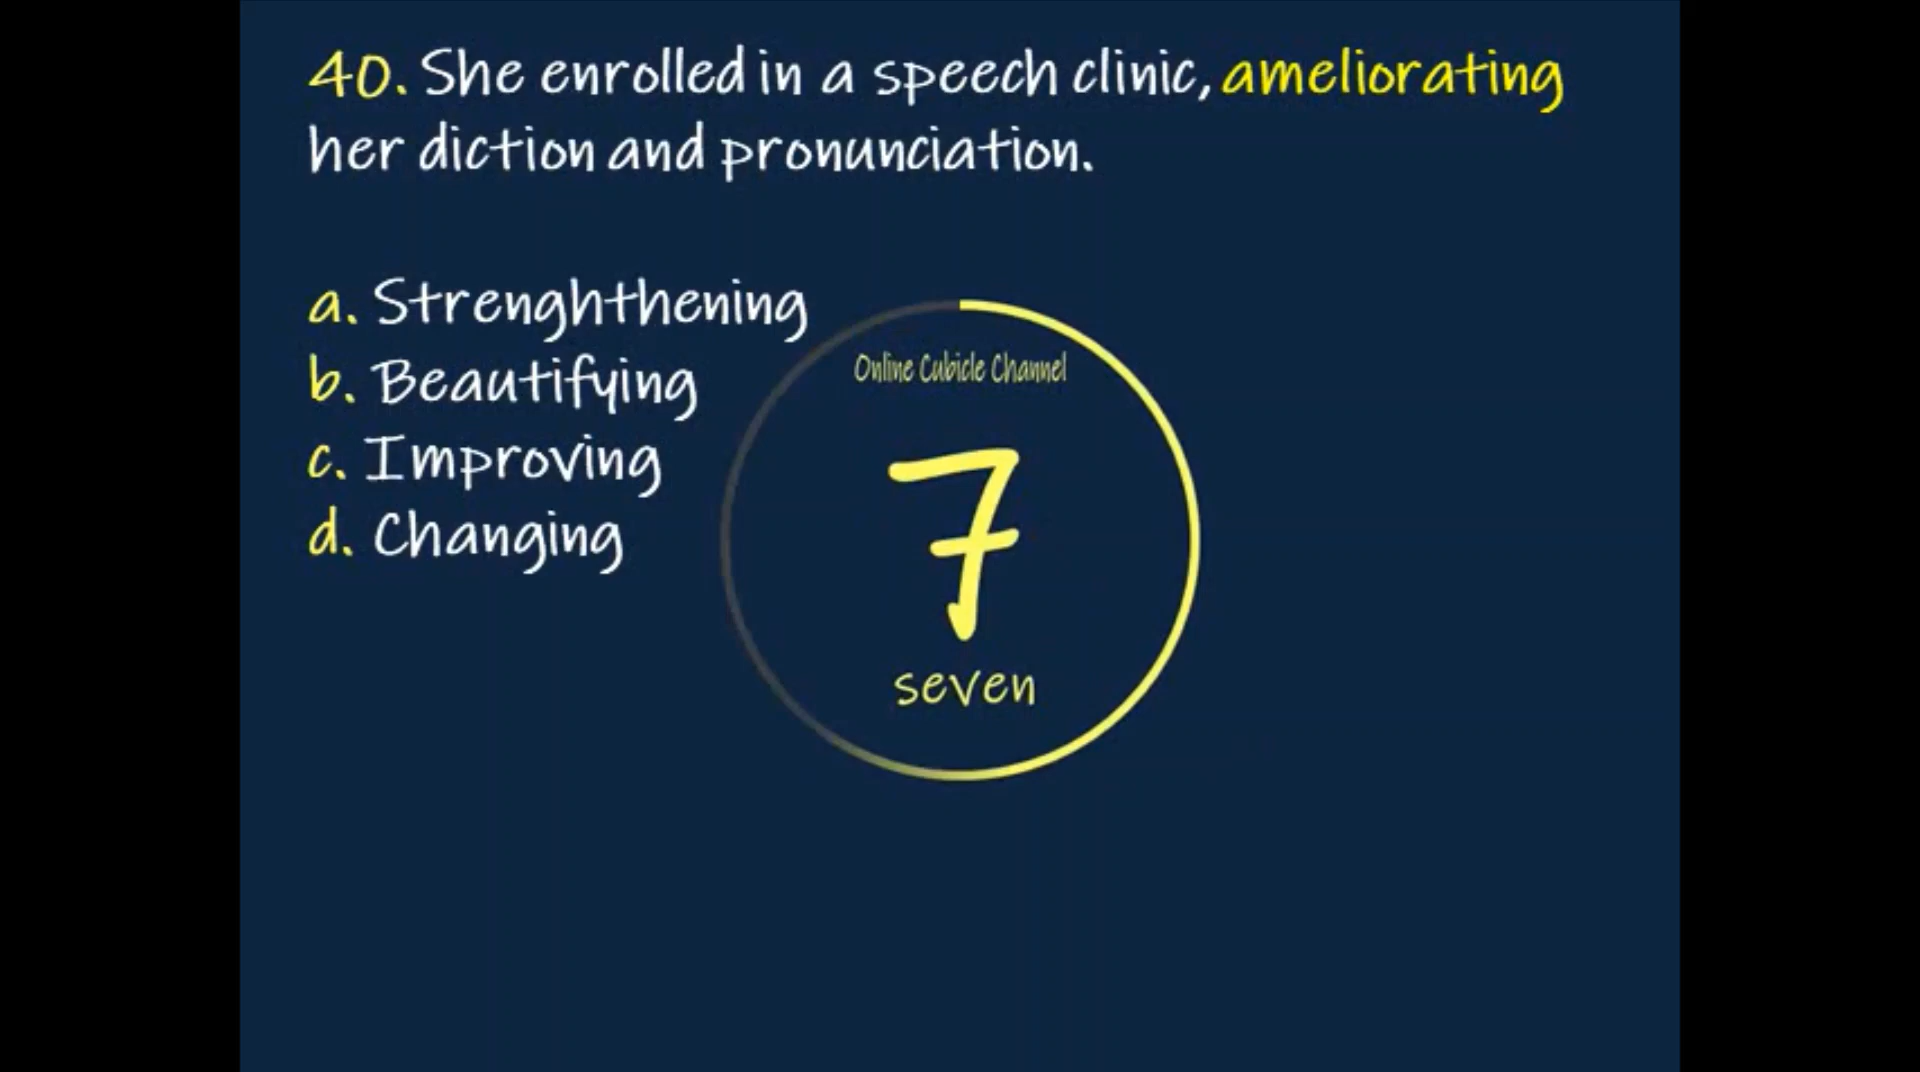 40. She enrolled in a speech clinic, ameliorating
her diction and pronunciation.
a. Strenghthening
b. Beautifying
c. Improving
d. Changing
Online Cubicle Channel
7
seven